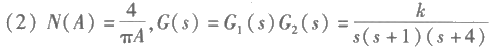 (2) N(A) = 4/(πA), G(s) = G₁(s)G₂(s) = k/(s(s+1)(s+4))